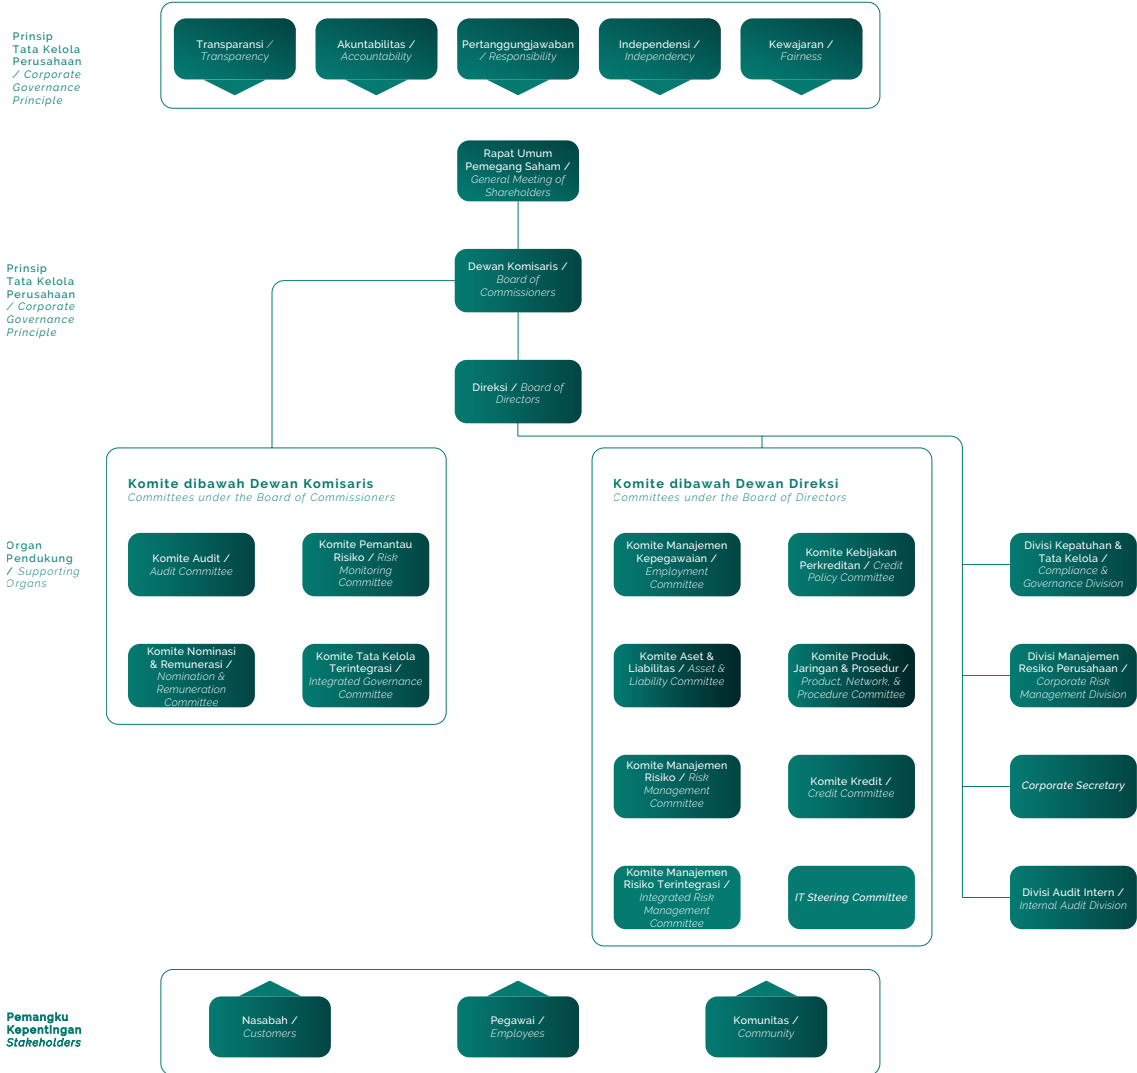 Prinsip
Tata Kelola
Perusahaan
/ Corporate
Governance
Principle
Transparansi /
Transparency
Akuntabilitas /
Accountability
Pertanggungjawaban
/ Responsibility
Independensi /
Independency
Kewajaran /
Fairness
Rapat Umum
Pemegang Saham /
General Meeting of
Shareholders
Prinsip
Tata Kelola
Perusahaan
/ Corporate
Governance
Principle
Dewan Komisaris /
Board of
Commissioners
Direksi / Board of
Directors
Organ
Pendukung
/ Supporting
Organs
Komite dibawah Dewan Komisaris
Committees under the Board of Commissioners
Komite Audit /
Audit Committee
Komite Pemantau
Risiko / Risk
Monitoring
Committee
Komite Nominasi
& Remunerasi /
Nomination &
Remuneration
Committee
Komite Tata Kelola
Terintegrasi /
Integrated Governance
Committee
Komite dibawah Dewan Direksi
Committees under the Board of Directors
Komite Manajemen
Kepegawaian /
Employment
Committee
Komite Kebijakan
Perkreditan / Credit
Policy Committee
Komite Aset &
Liabilitas / Asset &
Liability Committee
Komite Produk,
Jaringan & Prosedur /
Product, Network, &
Procedure Committee
Komite Manajemen
Risiko / Risk
Management
Committee
Komite Kredit /
Credit Committee
Komite Manajemen
Risiko Terintegrasi /
Integrated Risk
Management
Committee
IT Steering Committee
Divisi Kepatuhan &
Tata Kelola /
Compliance &
Governance Division
Divisi Manajemen
Resiko Perusahaan /
Corporate Risk
Management Division
Corporate Secretary
Divisi Audit Intern /
Internal Audit Division
Pemangku
Kepentingan
Stakeholders
Nasabah /
Customers
Pegawai /
Employees
Komunitas /
Community